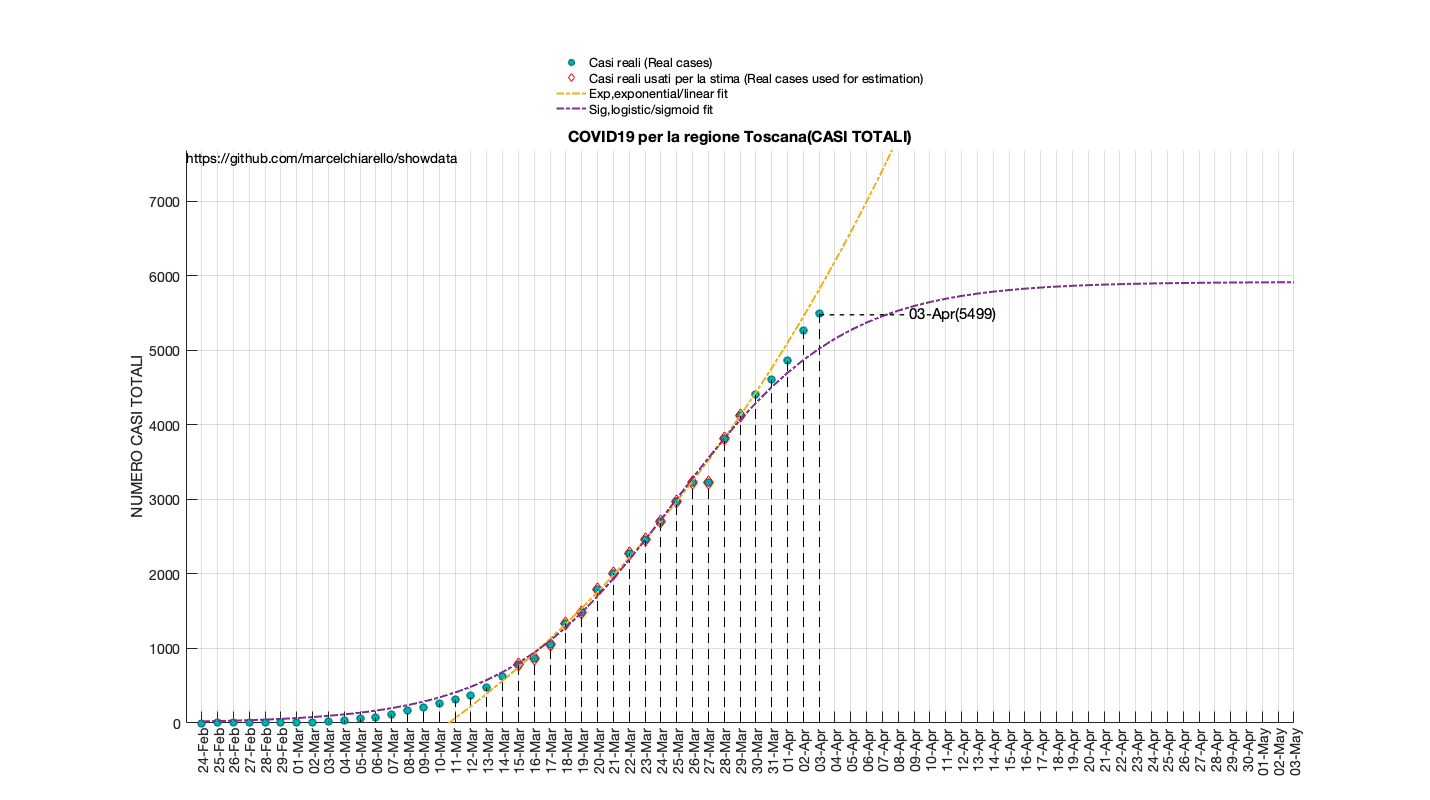 Casi reali (Real cases)
Casi reali usati per la stima (Real cases used for estimation)
Exp,exponential/linear fit
Sig,logistic/sigmoid fit
COVID19 per la regione Toscana(CASI TOTALI)
https://github.com/marcelchiarello/showdata
7000
6000
5000
4000
3000
2000
1000
0
NUMERO CASI TOTALI
03-Apr(5499)
24-Feb
25-Feb
26-Feb
27-Feb
28-Feb
29-Feb
01-Mar
02-Mar
03-Mar
04-Mar
05-Mar
06-Mar
07-Mar
08-Mar
09-Mar
10-Mar
11-Mar
12-Mar
13-Mar
14-Mar
15-Mar
16-Mar
17-Mar
18-Mar
19-Mar
20-Mar
21-Mar
22-Mar
23-Mar
24-Mar
25-Mar
26-Mar
27-Mar
28-Mar
29-Mar
30-Mar
31-Mar
01-Apr
02-Apr
03-Apr
04-Apr
05-Apr
06-Apr
07-Apr
08-Apr
09-Apr
10-Apr
11-Apr
12-Apr
13-Apr
14-Apr
15-Apr
16-Apr
17-Apr
18-Apr
19-Apr
20-Apr
21-Apr
22-Apr
23-Apr
24-Apr
25-Apr
26-Apr
27-Apr
28-Apr
29-Apr
30-Apr
01-May
02-May
03-May